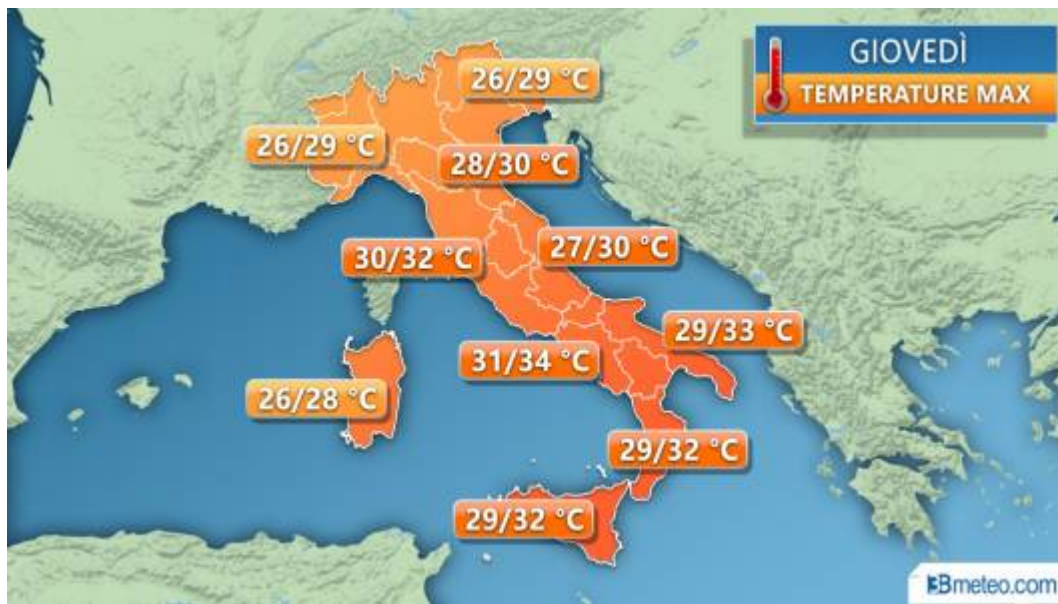 GIOVEDÌ
TEMPERATURE MAX
26/29 °C
26/29 °C
28/30 °C
27/30 °C
30/32 °C
29/33 °C
31/34 °C
26/28 °C
29/32 °C
29/32 °C
3Bmeteo.com